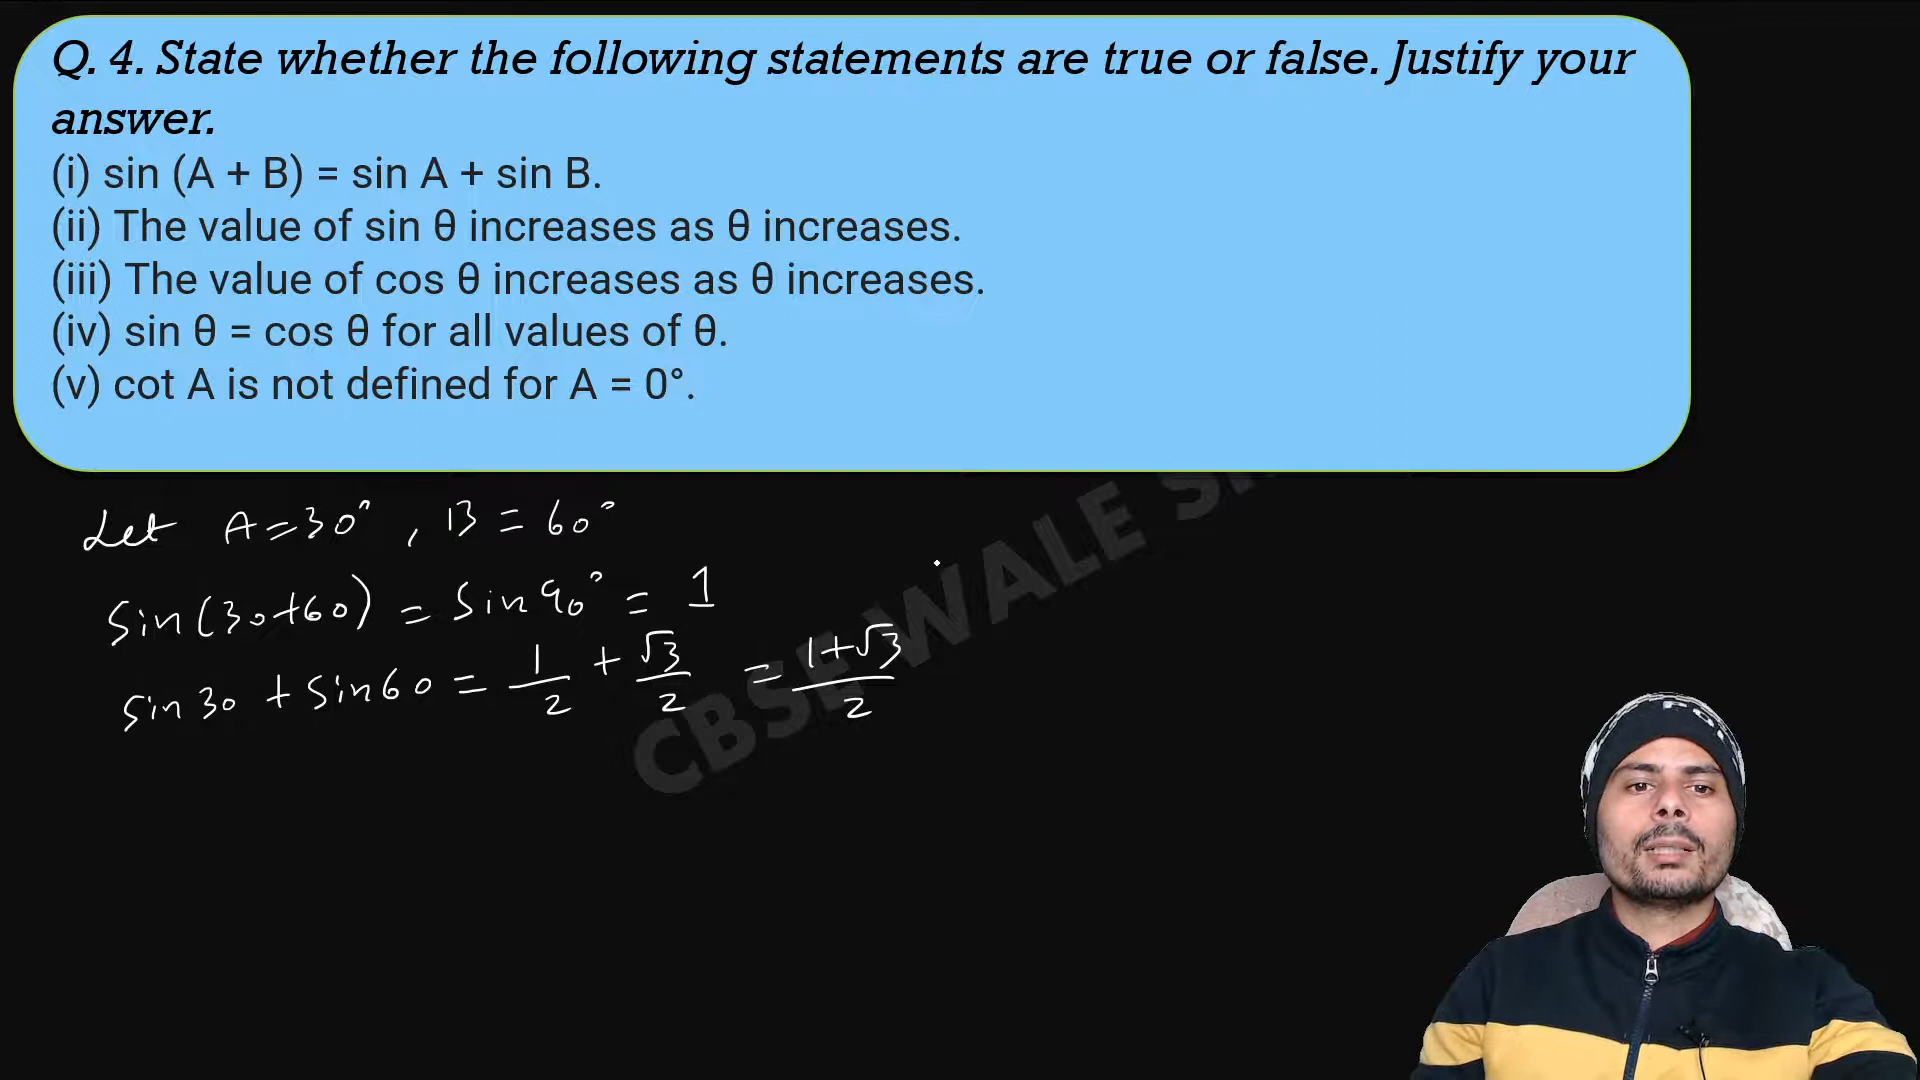 Q. 4. State whether the following statements are true or false. Justify your
answer.
(i) sin (A + B) = sin A + sin B.
(ii) The value of sin θ increases as θ increases.
(iii) The value of cos θ increases as θ increases.
(iv) sin θ = cos θ for all values of θ.
(v) cot A is not defined for A = 0°.
Let A=30° , B = 60°
Sin(30+60) = Sin 90° = 1
Sin 30 + Sin 60 = 1/2 + √3/2 = 1+√3/2
CBSE WALE